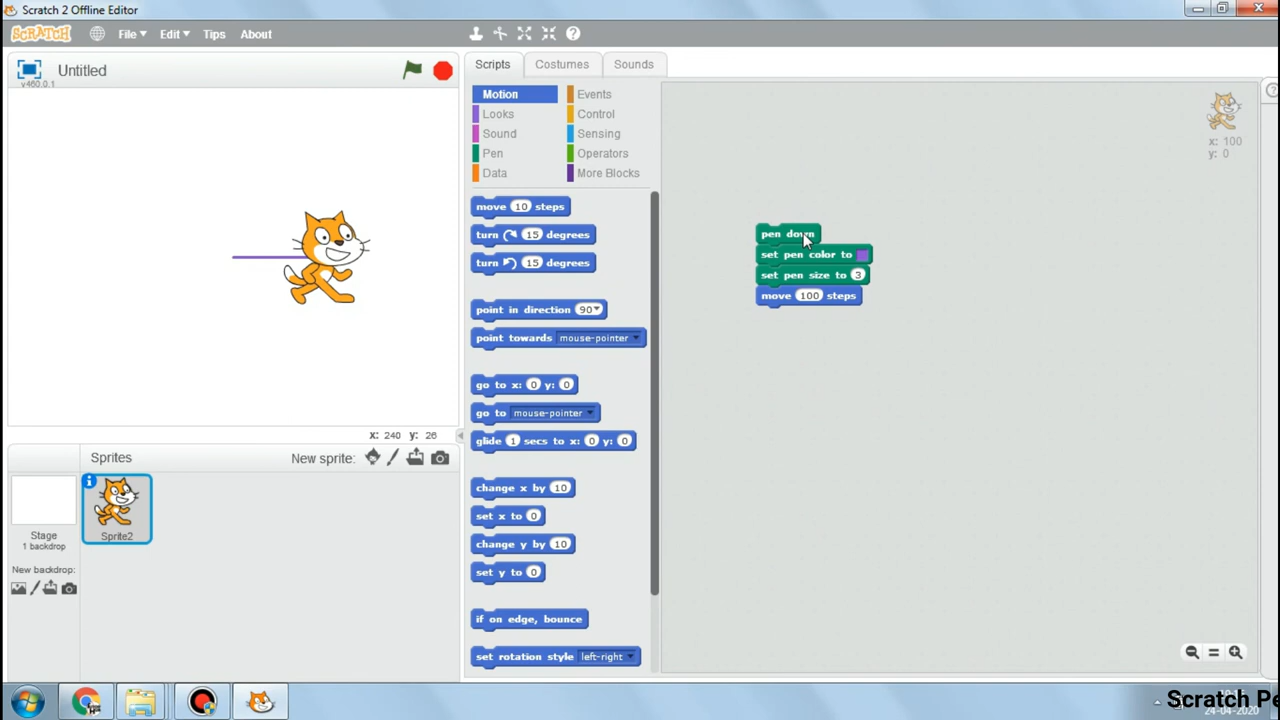 Scratch 2 Offline Editor
SCRATCH File Edit Tips About
Untitled
v460.0.1
Scripts Costumes Sounds
Motion Events
Looks Control
Sound Sensing
Pen Operators
Data More Blocks
move 10 steps
turn 15 degrees
turn 15 degrees
point in direction 90
point towards mouse-pointer
go to x: 0 y: 0
go to mouse-pointer
glide 1 secs to x: 0 y: 0
change x by 10
set x to 0
change y by 10
set y to 0
if on edge, bounce
set rotation style left-right
pen down
set pen color to
set pen size to 3
move 100 steps
x: 100
y: 0
x: 240 y: 26
Sprites New sprite:
Stage
1 backdrop
Sprite2
New backdrop:
Scratch Pe
24-04-2020